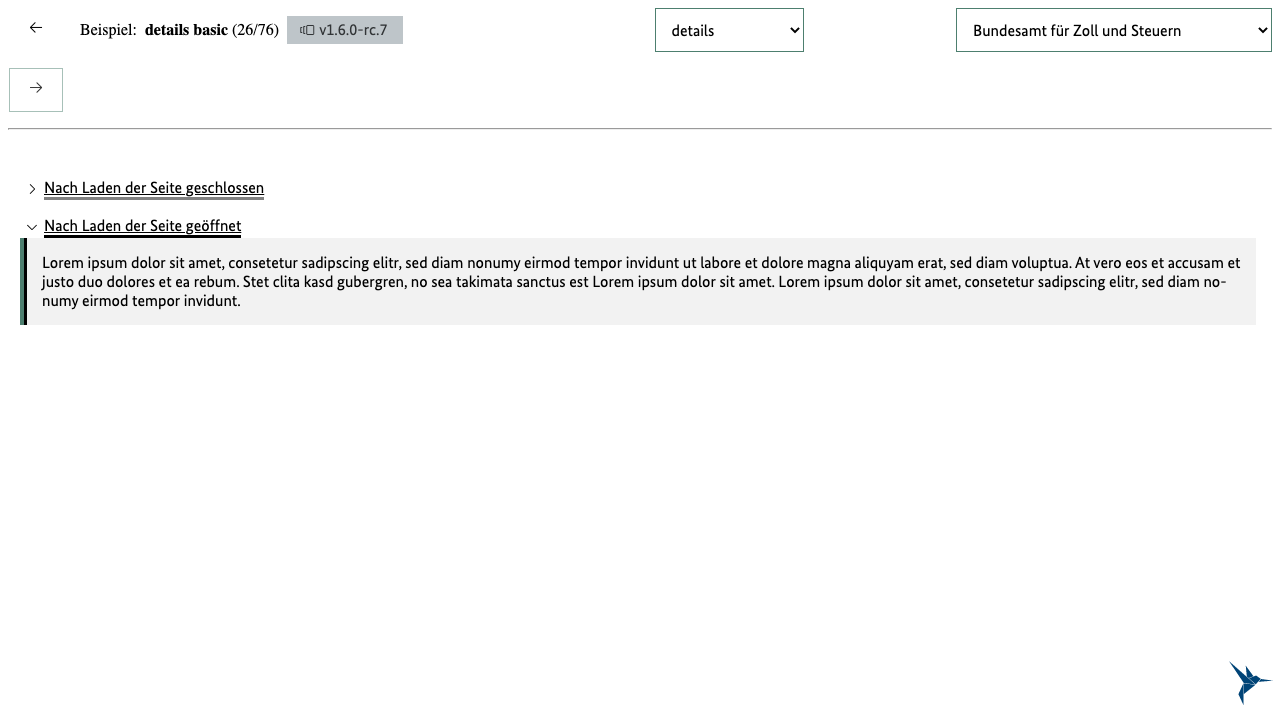 Beispiel: details basic (26/76) v1.6.0-rc.7 details Bundesamt für Zoll und Steuern
Nach Laden der Seite geschlossen
Nach Laden der Seite geöffnet
Lorem ipsum dolor sit amet, consetetur sadipscing elitr, sed diam nonumy eirmod tempor invidunt ut labore et dolore magna aliquyam erat, sed diam voluptua. At vero eos et accusam et
justo duo dolores et ea rebum. Stet clita kasd gubergren, no sea takimata sanctus est Lorem ipsum dolor sit amet. Lorem ipsum dolor sit amet, consetetur sadipscing elitr, sed diam no-
numy eirmod tempor invidunt.